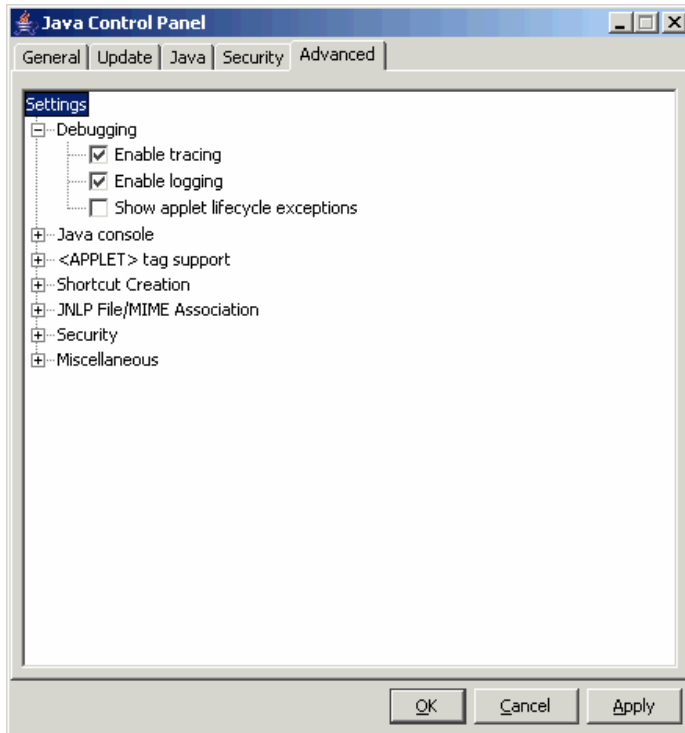 Java Control Panel
General Update Java Security Advanced
Settings
Debugging
Enable tracing
Enable logging
Show applet lifecycle exceptions
Java console
<APPLET> tag support
Shortcut Creation
JNLP File/MIME Association
Security
Miscellaneous
OK Cancel Apply